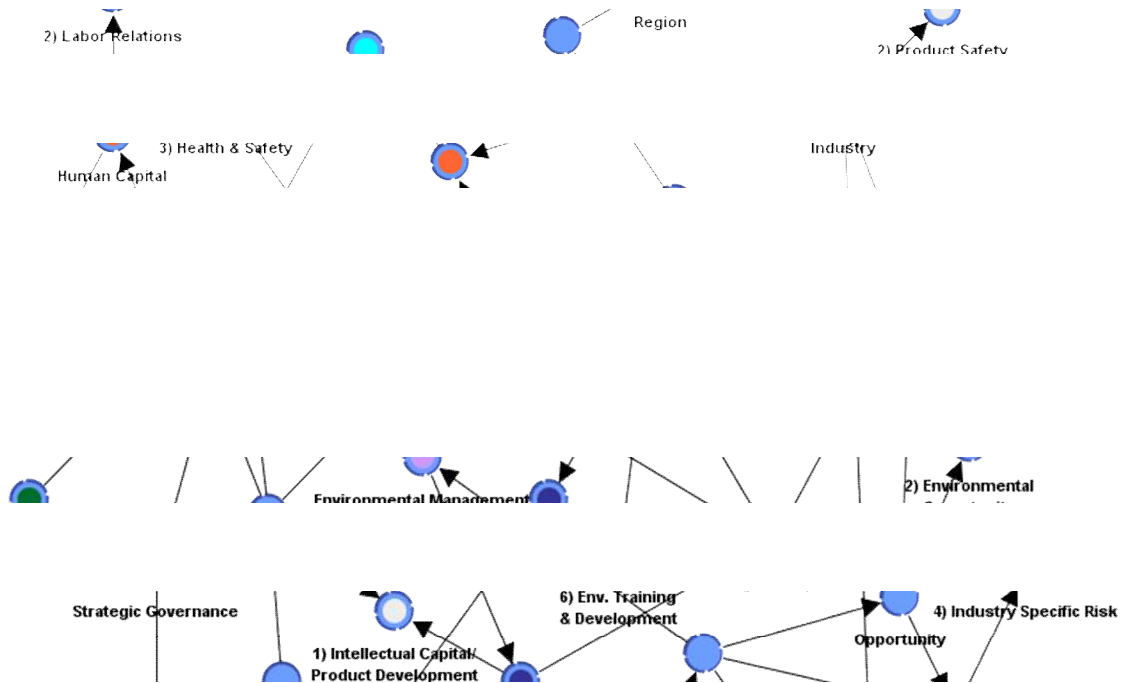 Region
2) Labor Relations
2) Product Safety
3) Health & Safety
Industry
Human Capital
2) Environmental
Environmental Management
6) Env. Training
& Development
Strategic Governance
4) Industry Specific Risk
Opportunity
1) Intellectual Capital/
Product Development